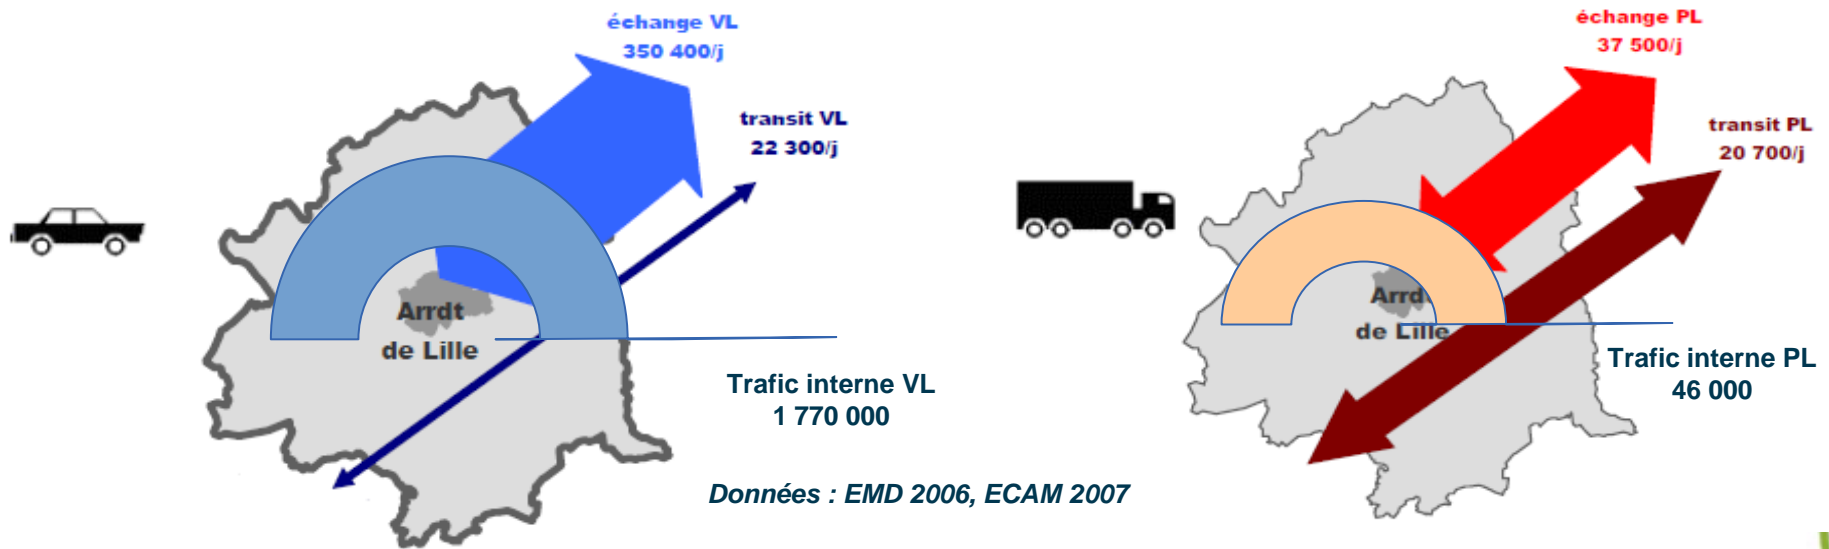 échange VL
350 400/j
transit VL
22 300/j
Arrdt
de Lille
Trafic interne VL
1 770 000
échange PL
37 500/j
transit PL
20 700/j
Arrdt
de Lille
Trafic interne PL
46 000
Données : EMD 2006, ECAM 2007